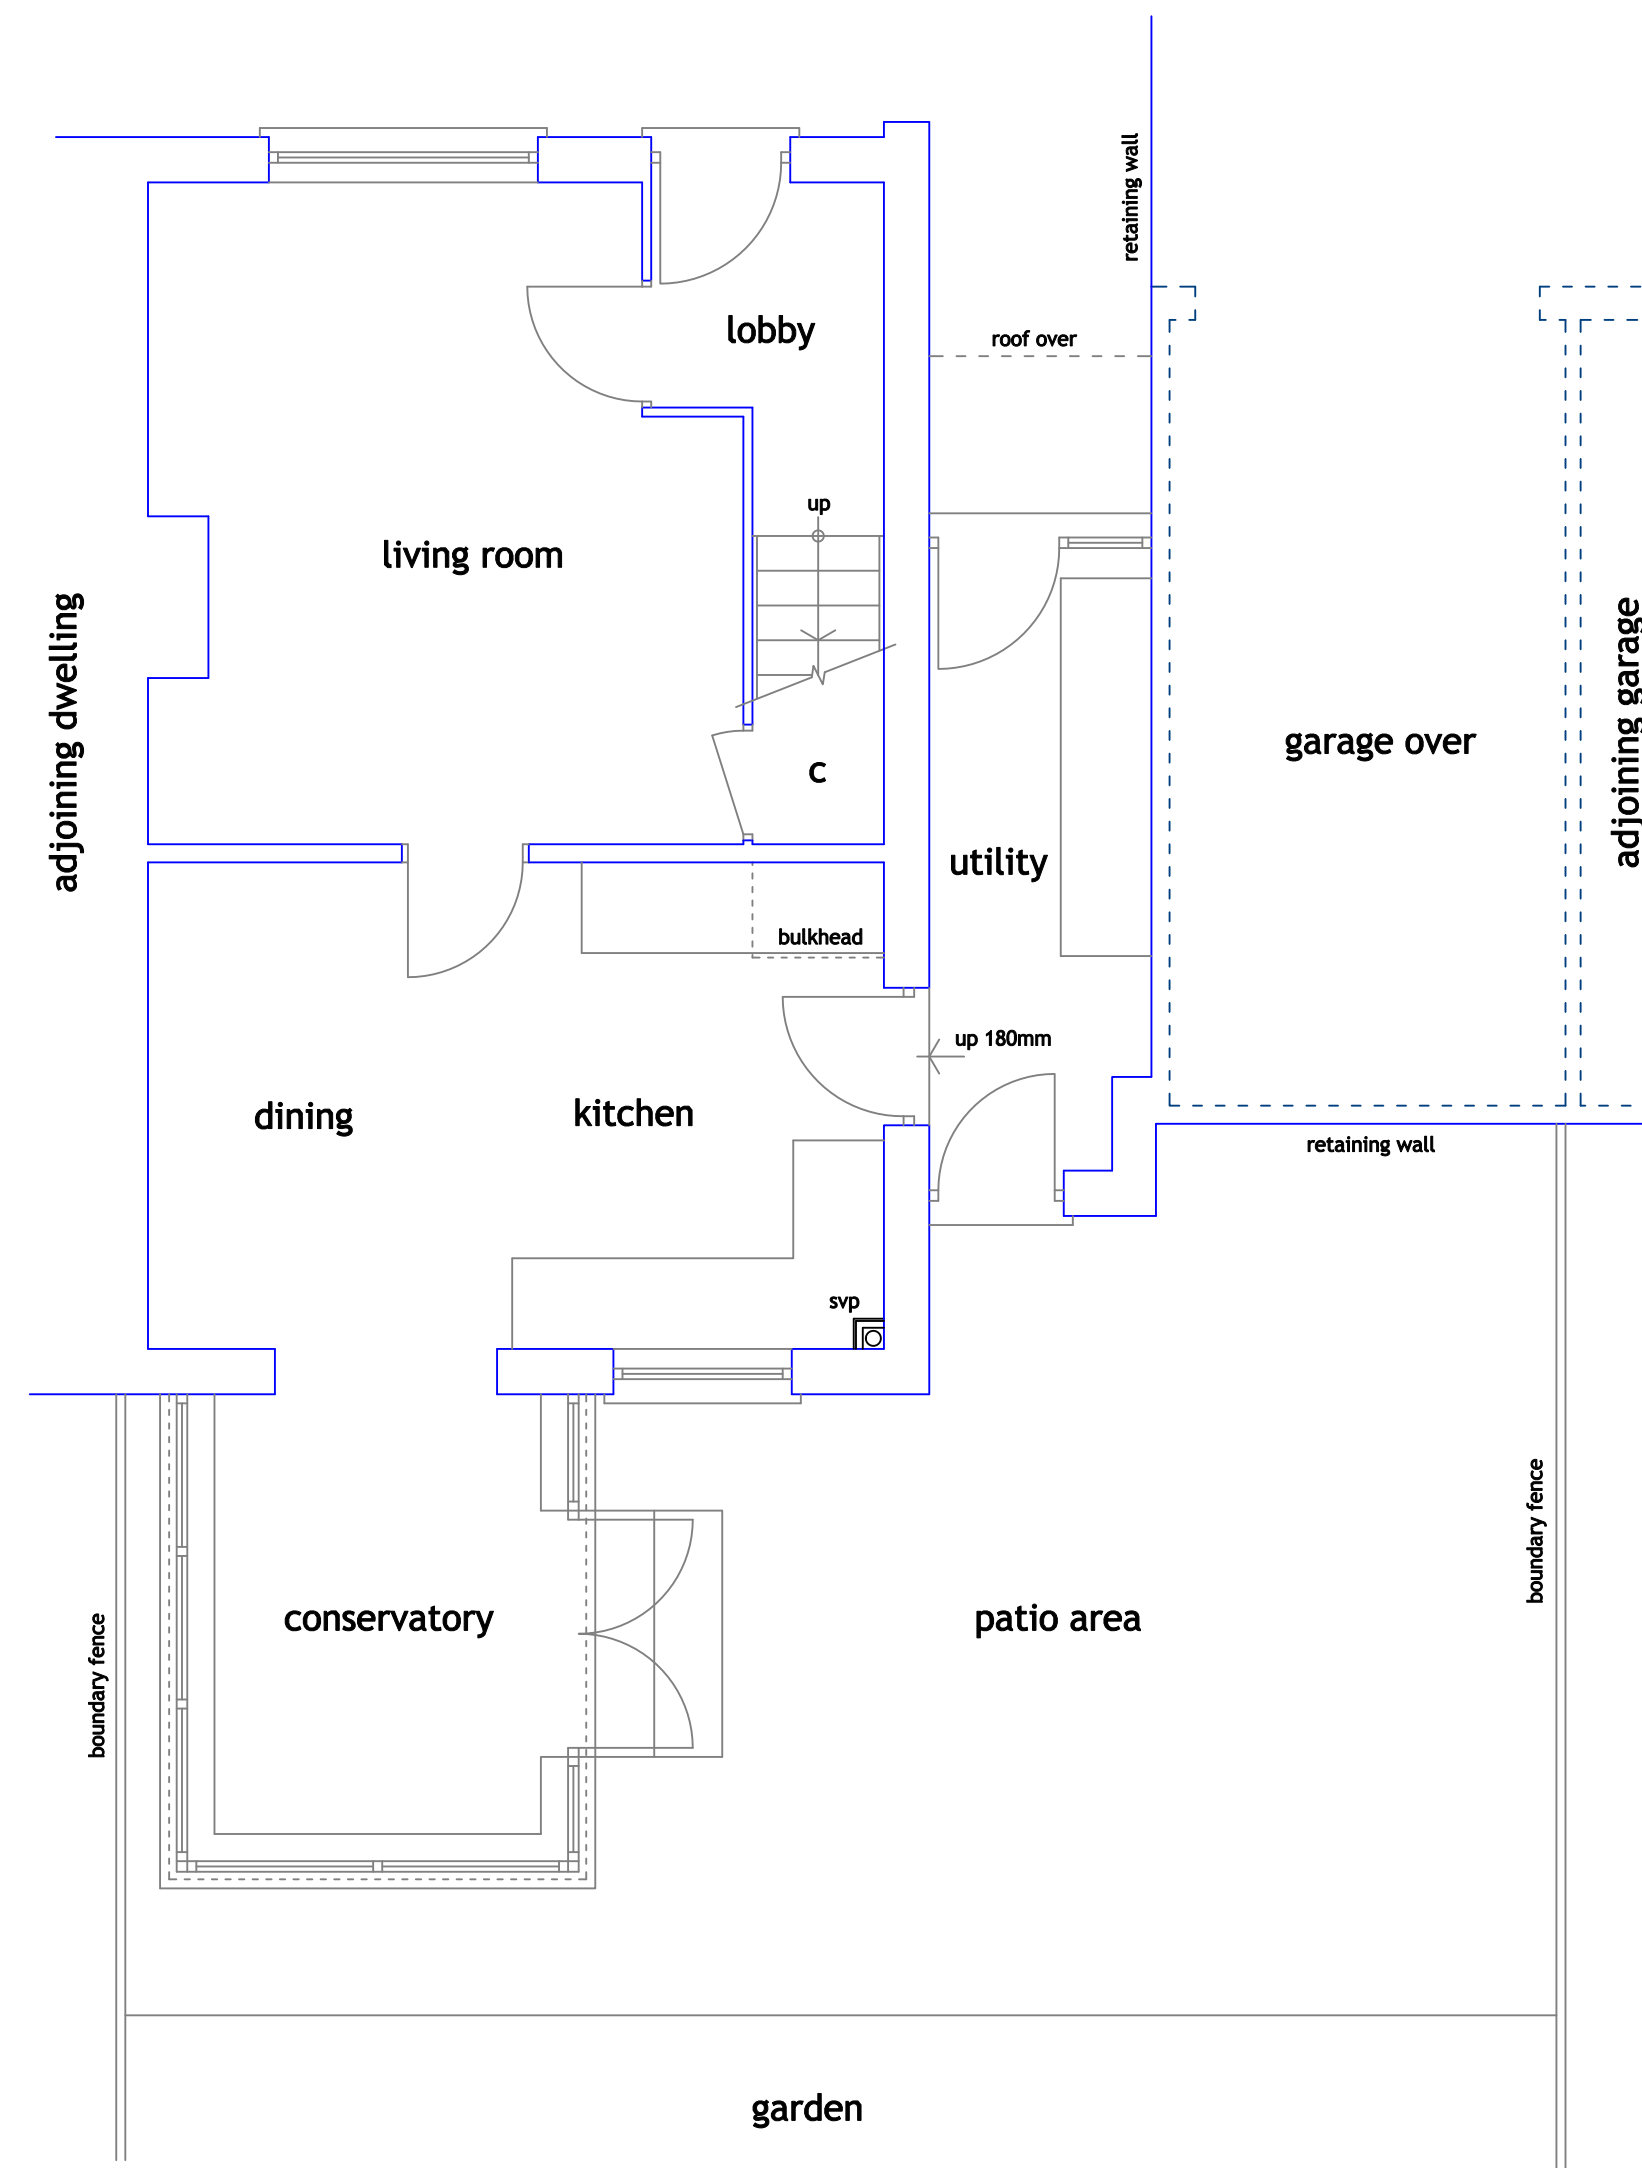 retaining wall
lobby
roof over
up
living room
adjoining dwelling
garage over
adjoining garage
c
utility
bulkhead
up 180mm
dining
kitchen
retaining wall
svp
boundary fence
conservatory
patio area
boundary fence
garden